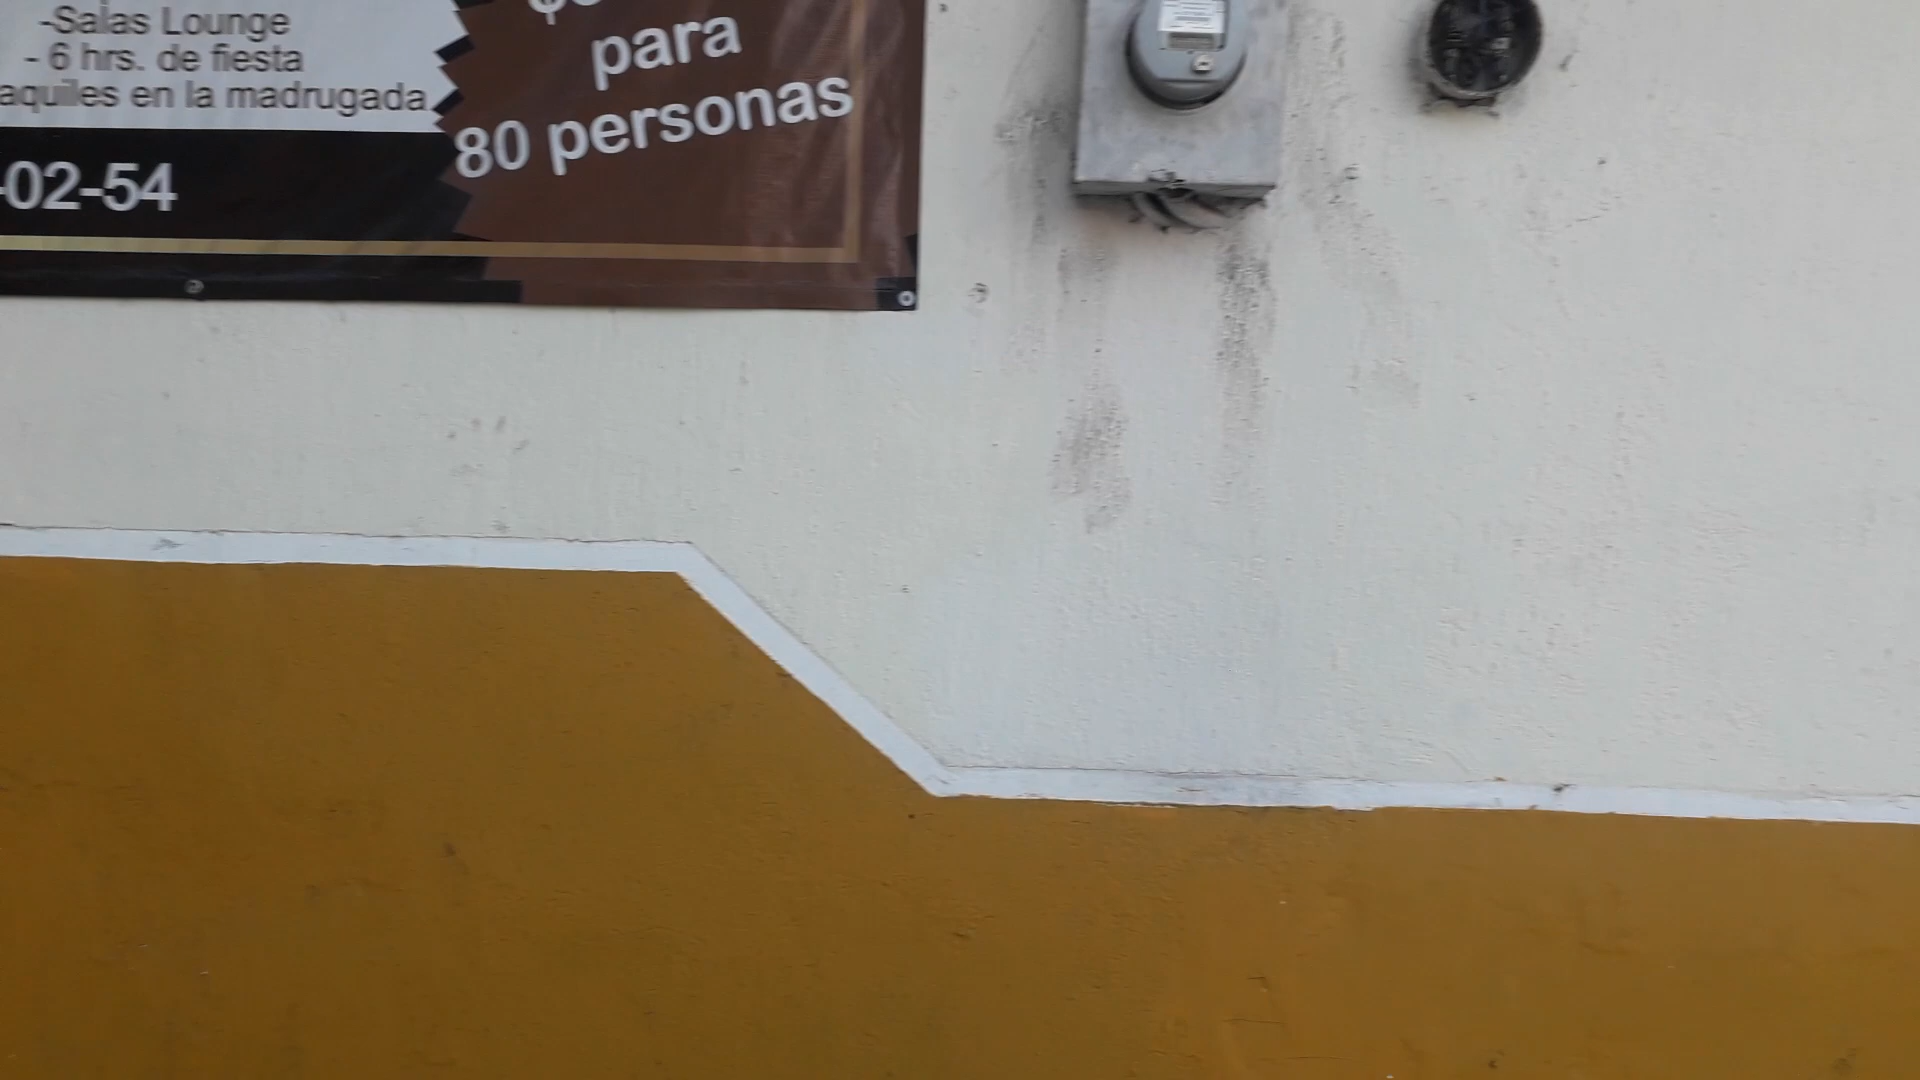 -Salas Lounge
- 6 hrs. de fiesta
aquiles en la madrugada
-02-54
para
80 personas